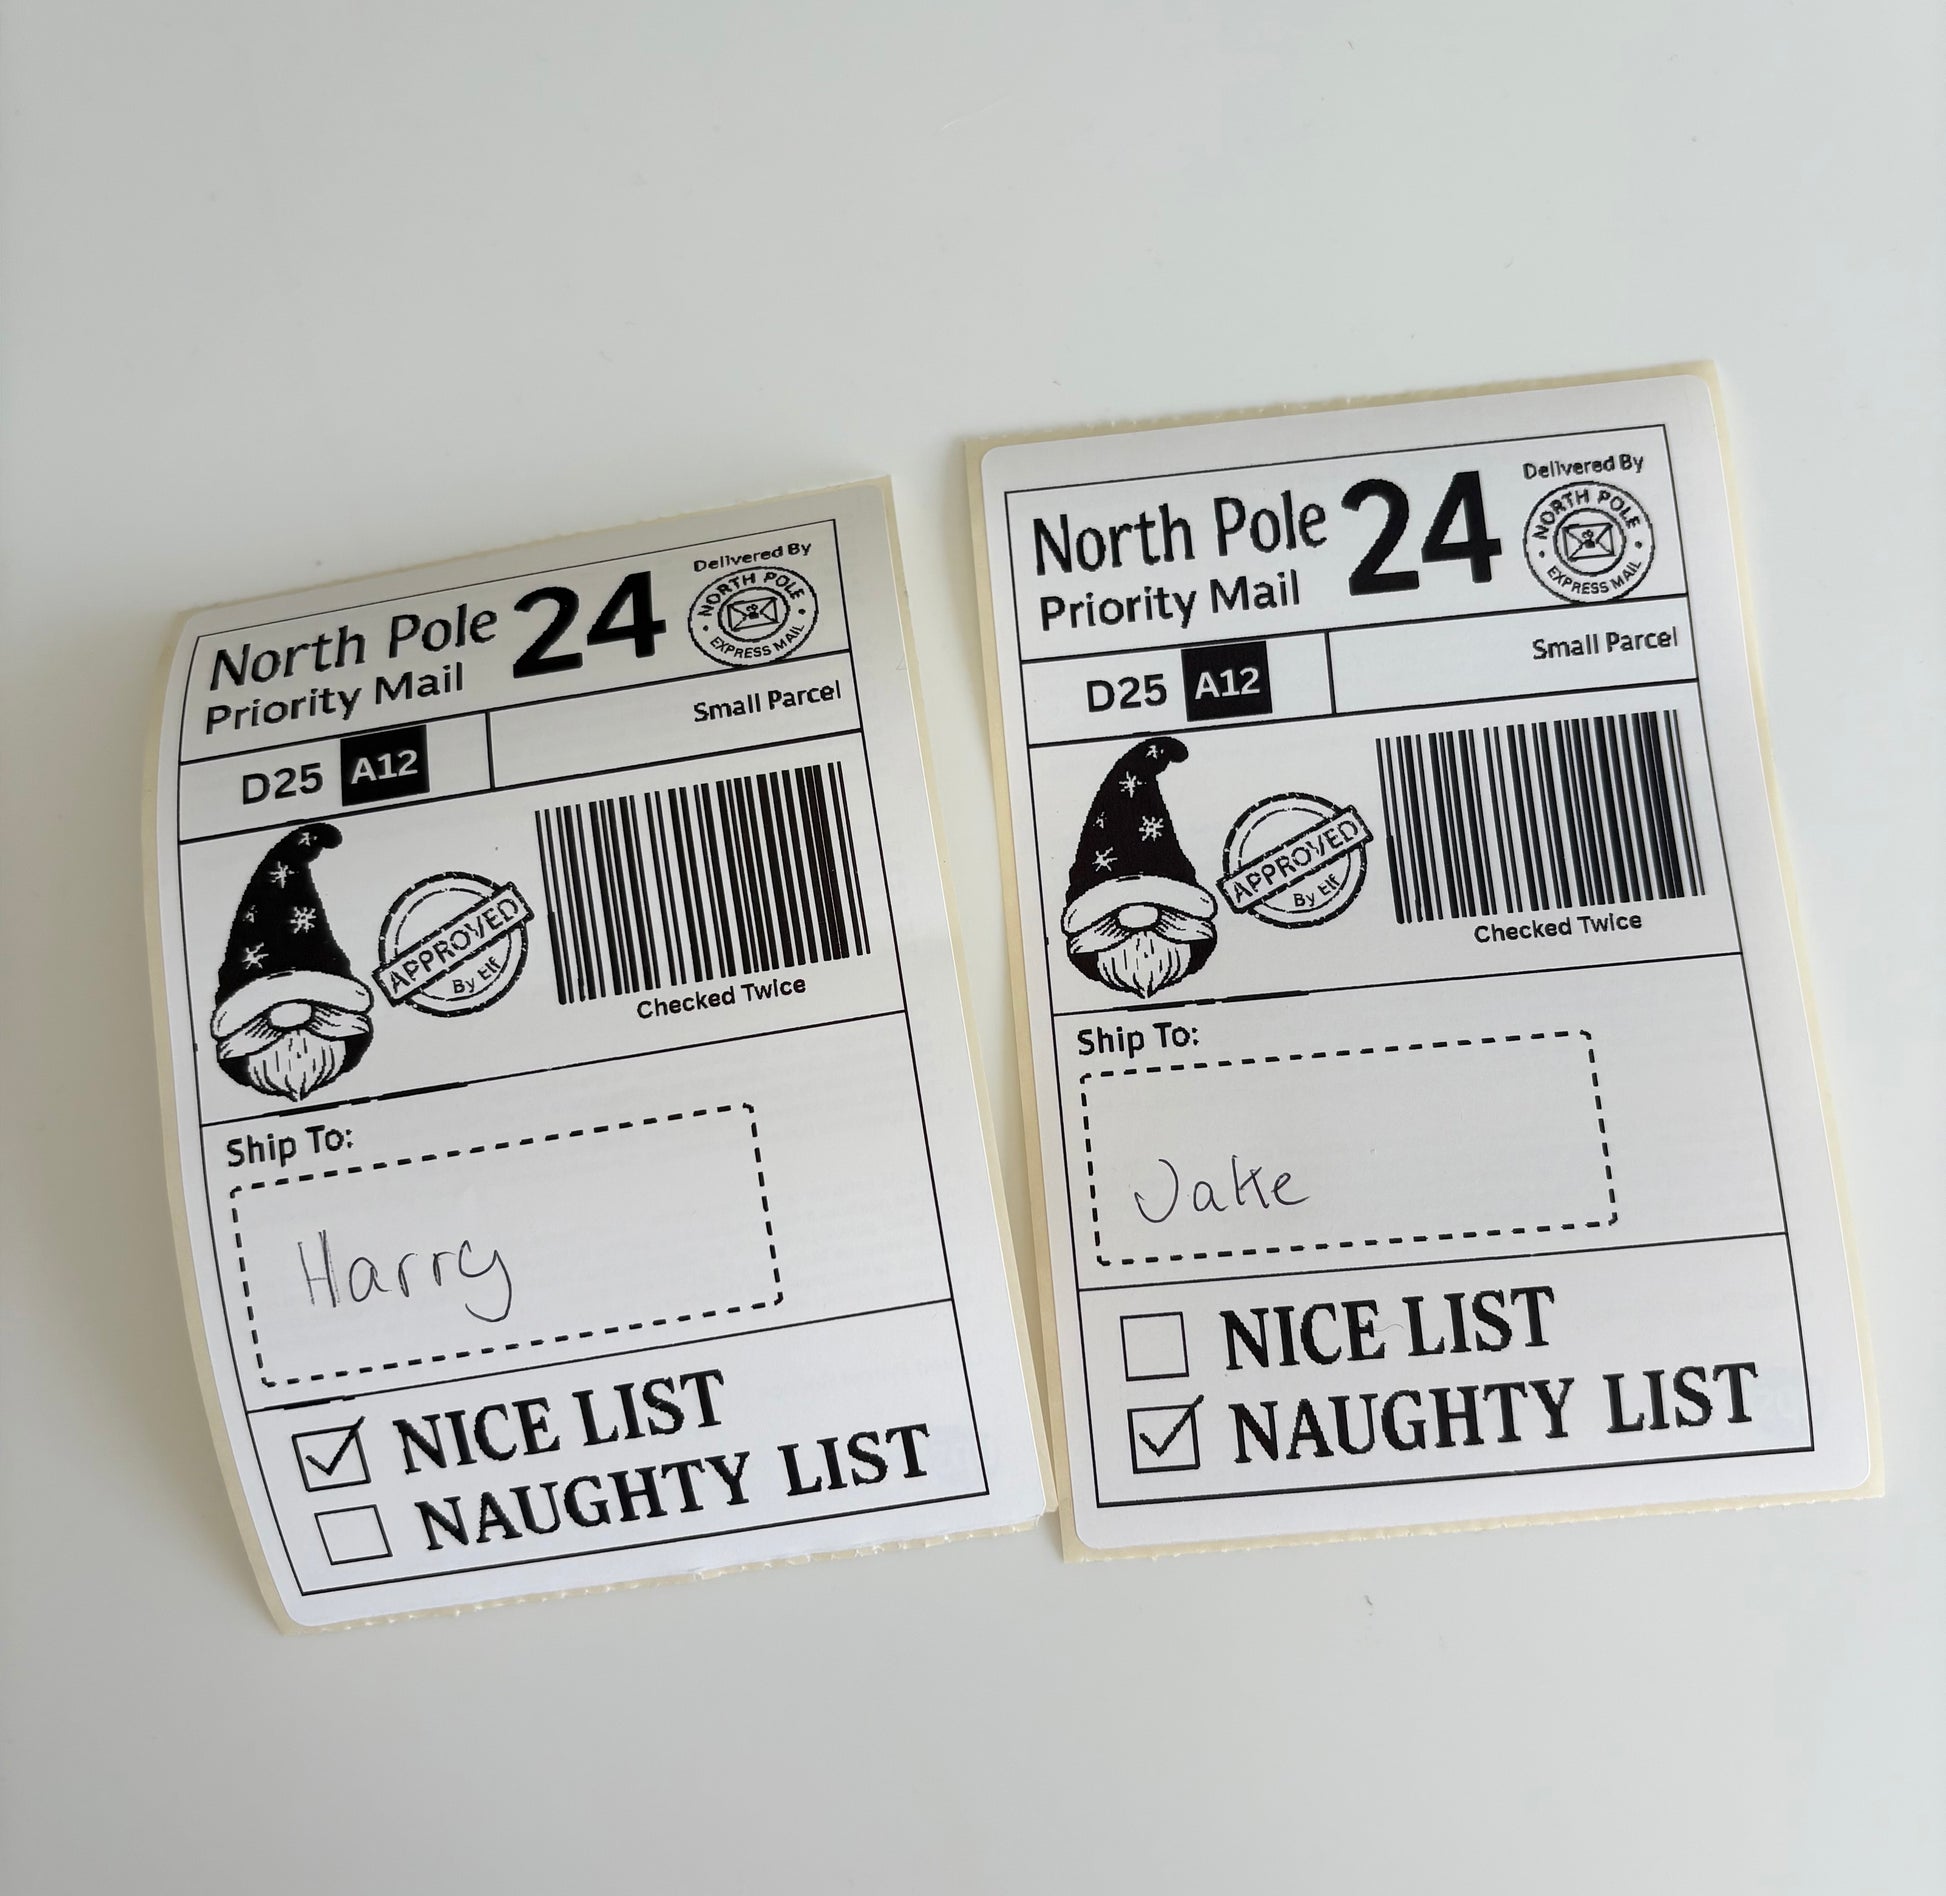 North Pole 24
Priority Mail
Delivered By
NORTH POLE
EXPRESS MAIL
D25 A12
Small Parcel
APPROVED
By Elf
Checked Twice
Ship To:
Harry
NICE LIST
NAUGHTY LIST
North Pole 24
Priority Mail
Delivered By
NORTH POLE
EXPRESS MAIL
D25 A12
Small Parcel
APPROVED
By Elf
Checked Twice
Ship To:
Jake
NICE LIST
NAUGHTY LIST